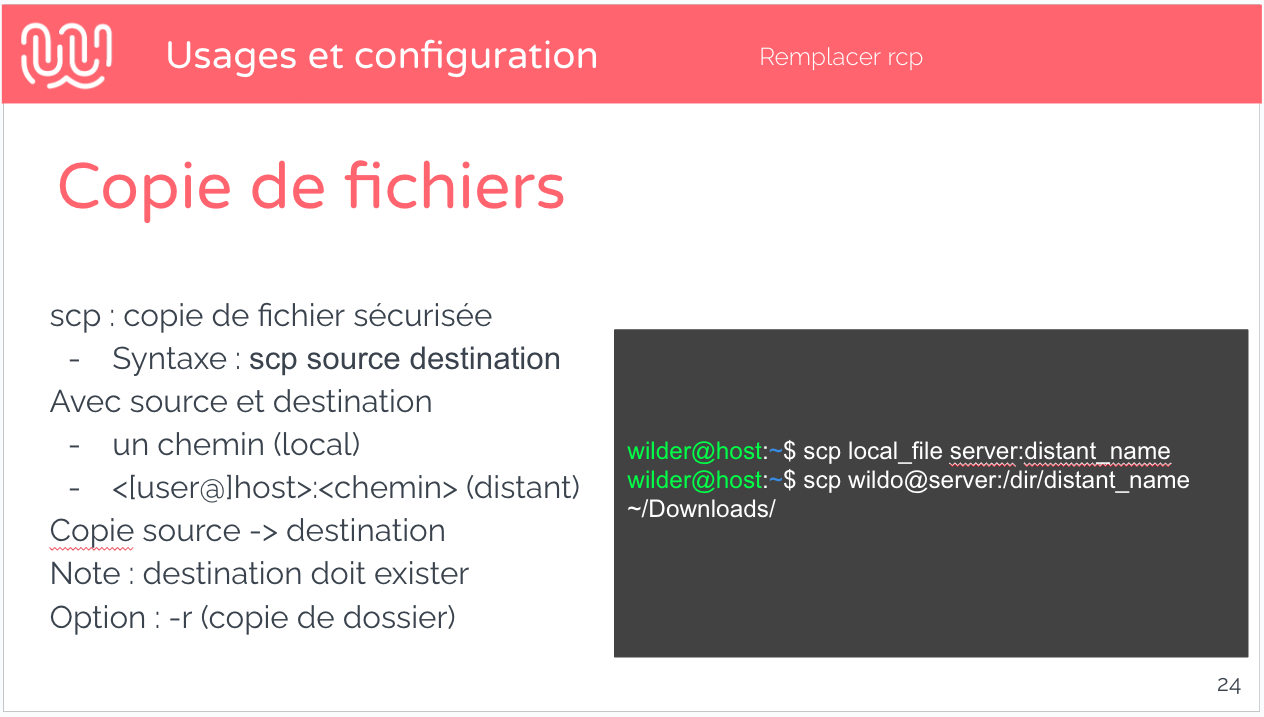 Usages et configuration
Remplacer rcp
Copie de fichiers
scp : copie de fichier sécurisée
- Syntaxe : scp source destination
Avec source et destination
- un chemin (local)
- <[user@]host>:<chemin> (distant)
Copie source -> destination
Note : destination doit exister
Option : -r (copie de dossier)
wilder@host:~$ scp local_file server:distant_name
wilder@host:~$ scp wildo@server:/dir/distant_name
~/Downloads/
24